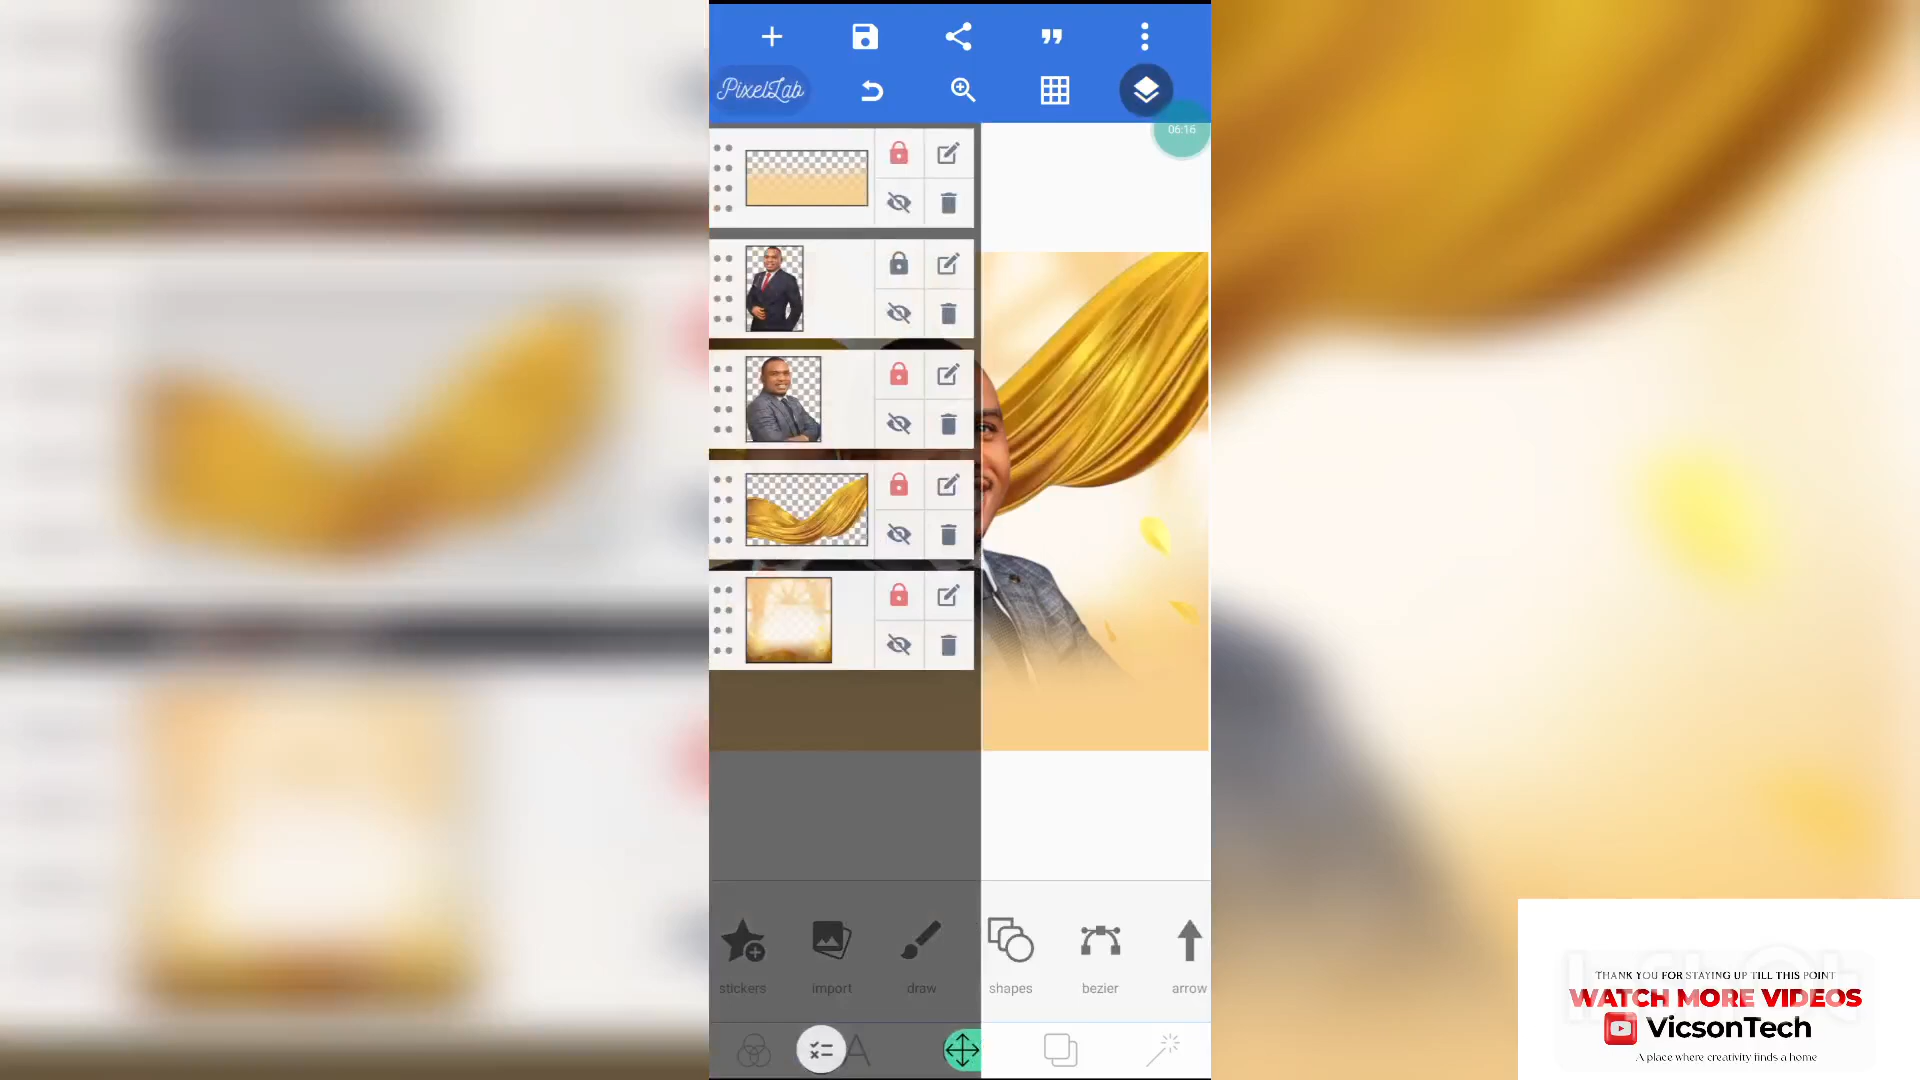 PixelLab
06:16
stickers
import
draw
shapes
bezier
arrow
THANK YOU FOR STAYING UP TILL THIS POINT
WATCH MORE VIDEOS
VicsonTech
A place where creativity finds a home